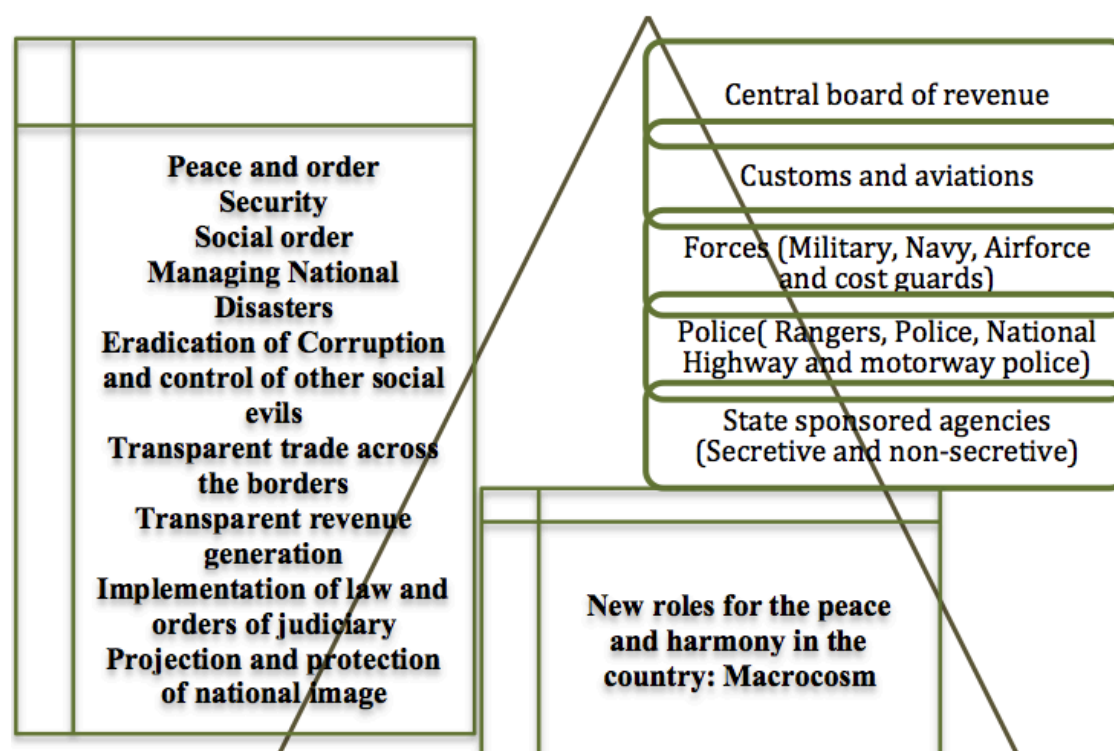 Peace and order
Security
Social order
Managing National
Disasters
Eradication of Corruption
and control of other social
evils
Transparent trade across
the borders
Transparent revenue
generation
Implementation of law and
orders of judiciary
Projection and protection
of national image
Central board of revenue
Customs and aviations
Forces (Military, Navy, Airforce
and cost guards)
Police( Rangers, Police, National
Highway and motorway police)
State sponsored agencies
(Secretive and non-secretive)
New roles for the peace
and harmony in the
country: Macrocosm